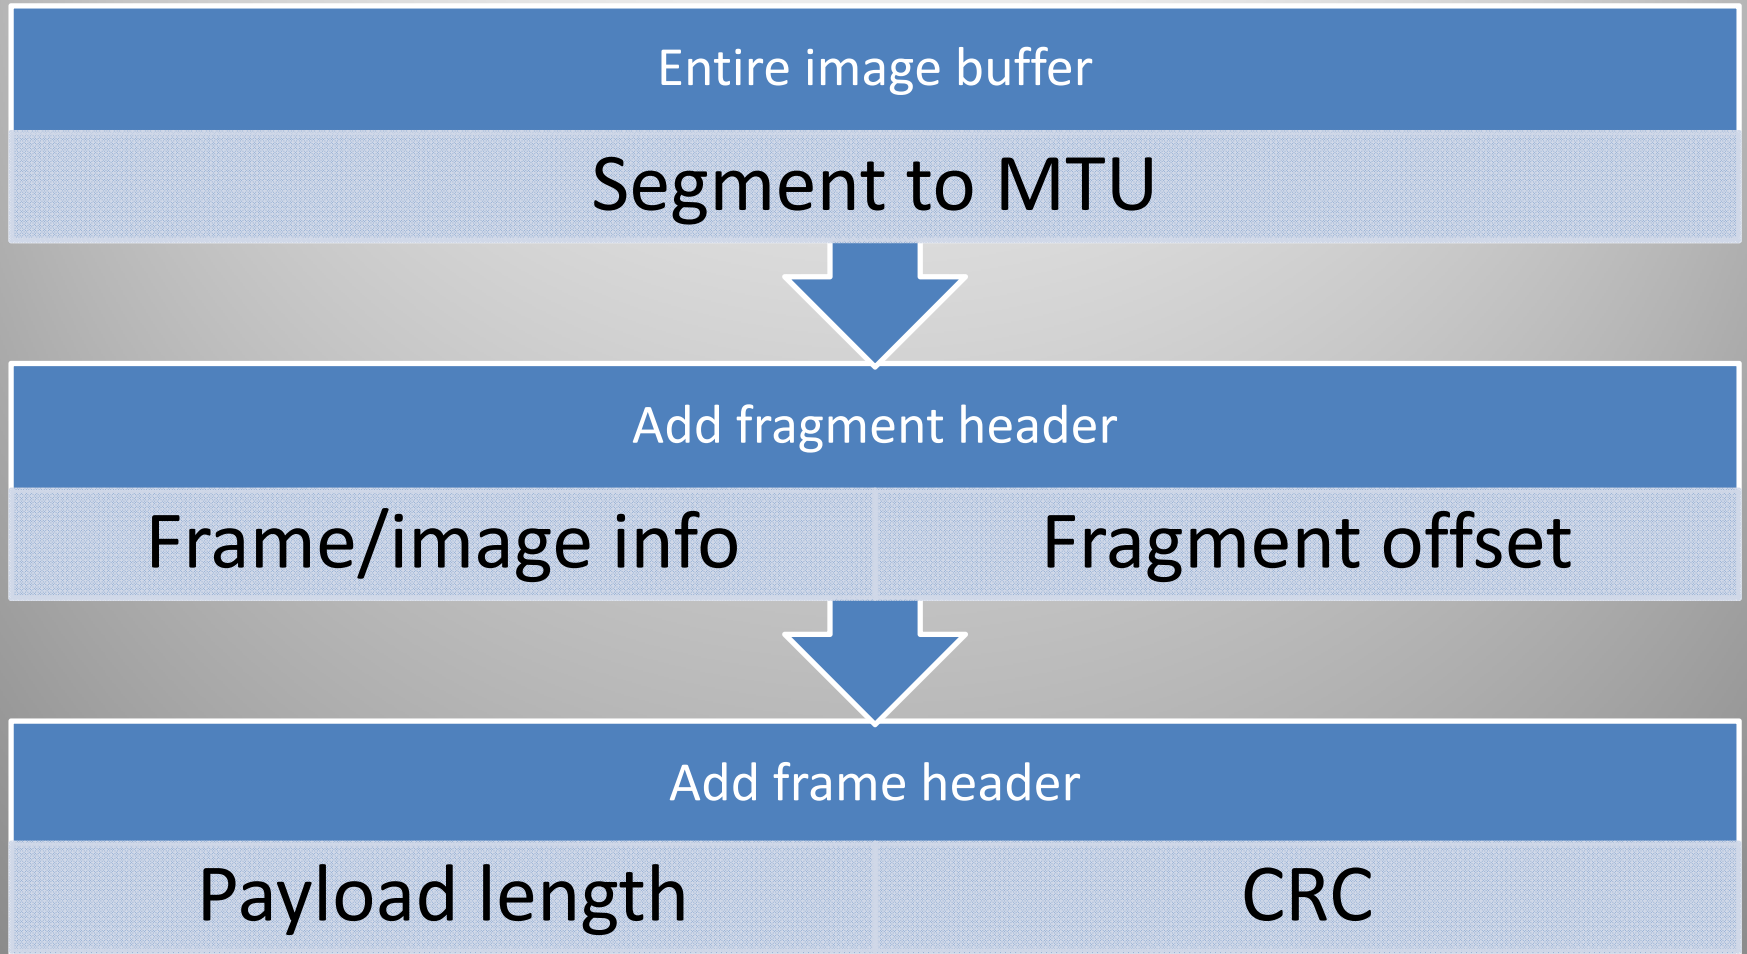 Entire image buffer
Segment to MTU
Add fragment header
Frame/image info
Fragment offset
Add frame header
Payload length
CRC